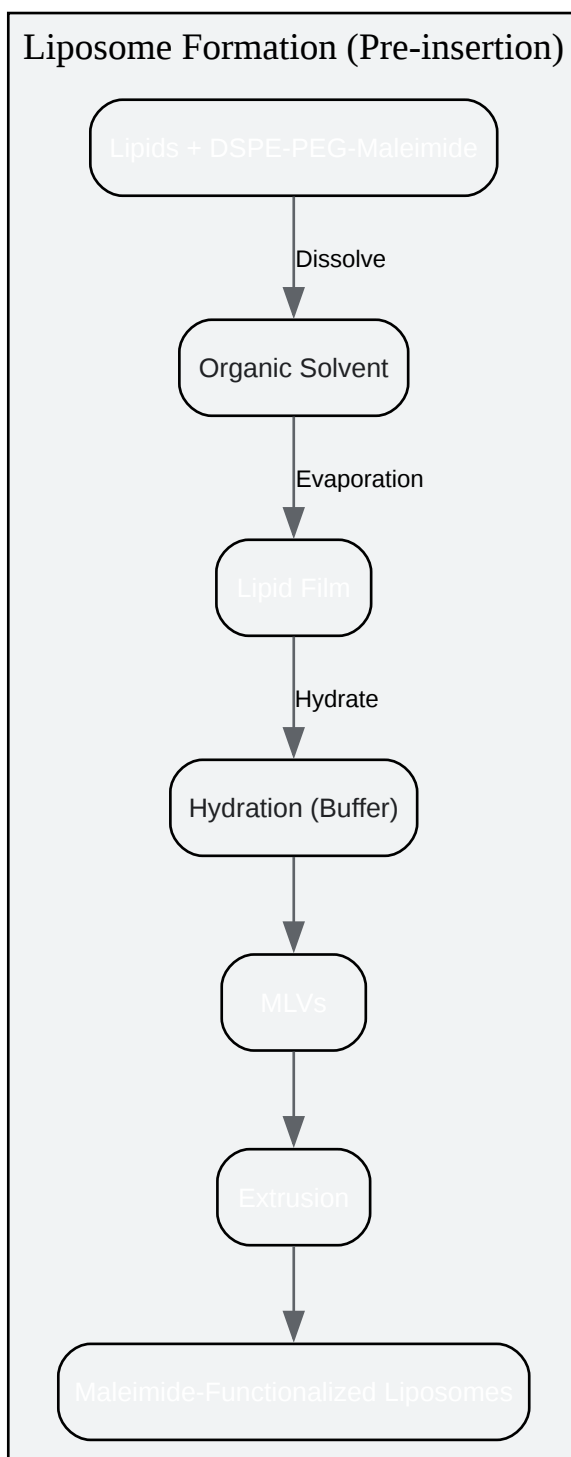 Liposome Formation (Pre-insertion)
Lipids + DSPE-PEG-Maleimide
Dissolve
Organic Solvent
Evaporation
Lipid Film
Hydrate
Hydration (Buffer)
MLVs
Extrusion
Maleimide-Functionalized Liposomes